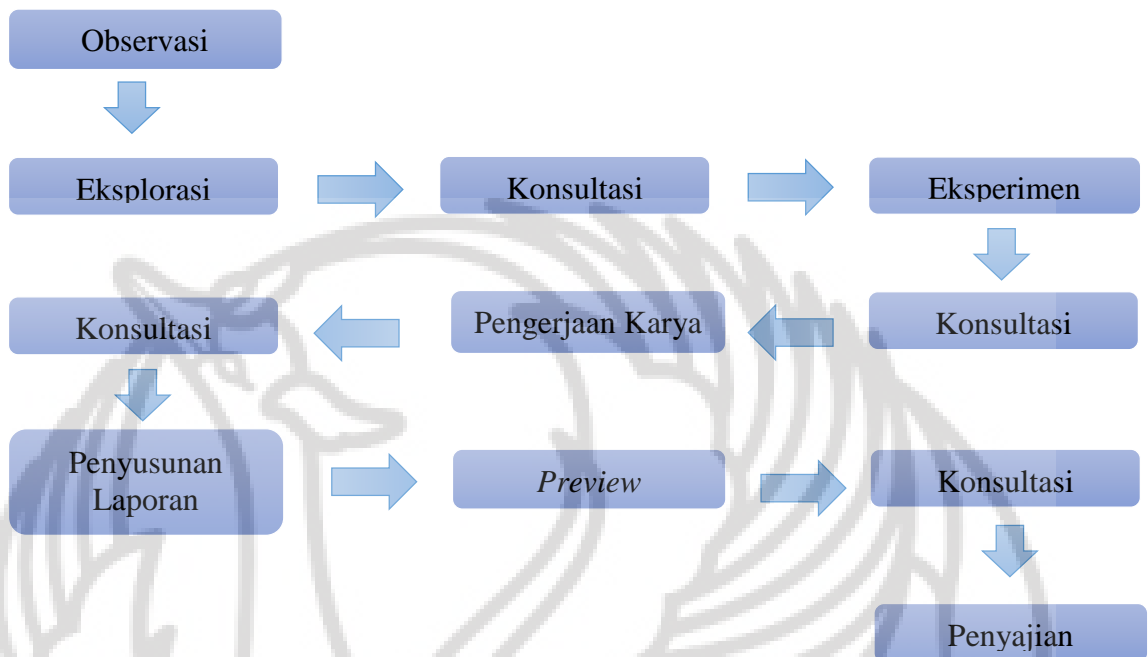 Observasi
Eksplorasi
Konsultasi
Eksperimen
Konsultasi
Pengerjaan Karya
Konsultasi
Penyusunan
Laporan
Preview
Konsultasi
Penyajian